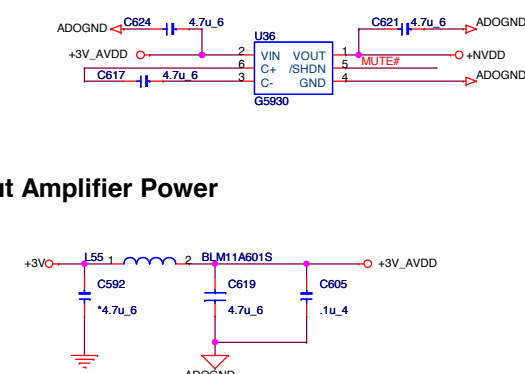 ADOGND C624 4.7u_6 C621 4.7u_6 ADOGND
U36
+3V_AVDD 2 VIN VOUT 1 +NVDD
6 C+ /SHDN 5 MUTE#
C617 4.7u_6 3 C- GND 4 ADOGND
G5930
ut Amplifier Power
+3V L55 1 2 BLM11A601S +3V_AVDD
C592 C619 C605
*4.7u_6 4.7u_6 .1u_4
ADOGND